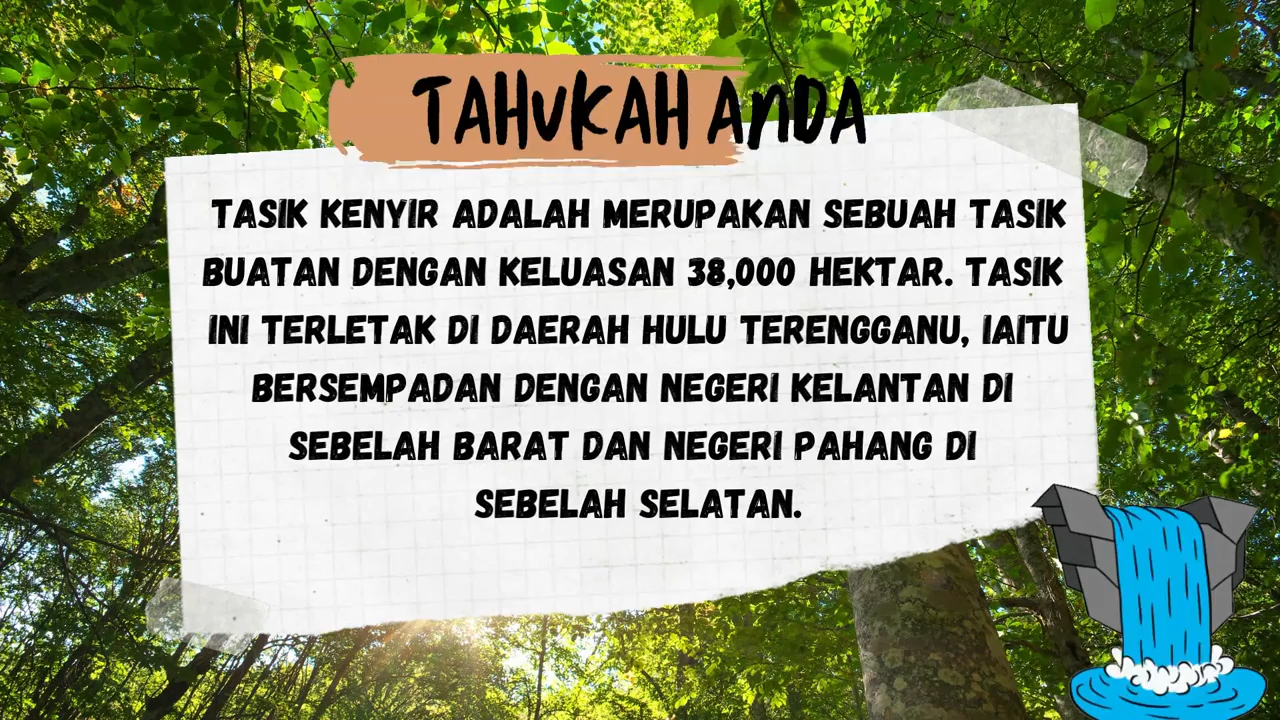 TAHUKAH ANDA
TASIK KENYIR ADALAH MERUPAKAN SEBUAH TASIK
BUATAN DENGAN KELUASAN 38,000 HEKTAR. TASIK
INI TERLETAK DI DAERAH HULU TERENGGANU, IAITU
BERSEMPADAN DENGAN NEGERI KELANTAN DI
SEBELAH BARAT DAN NEGERI PAHANG DI
SEBELAH SELATAN.